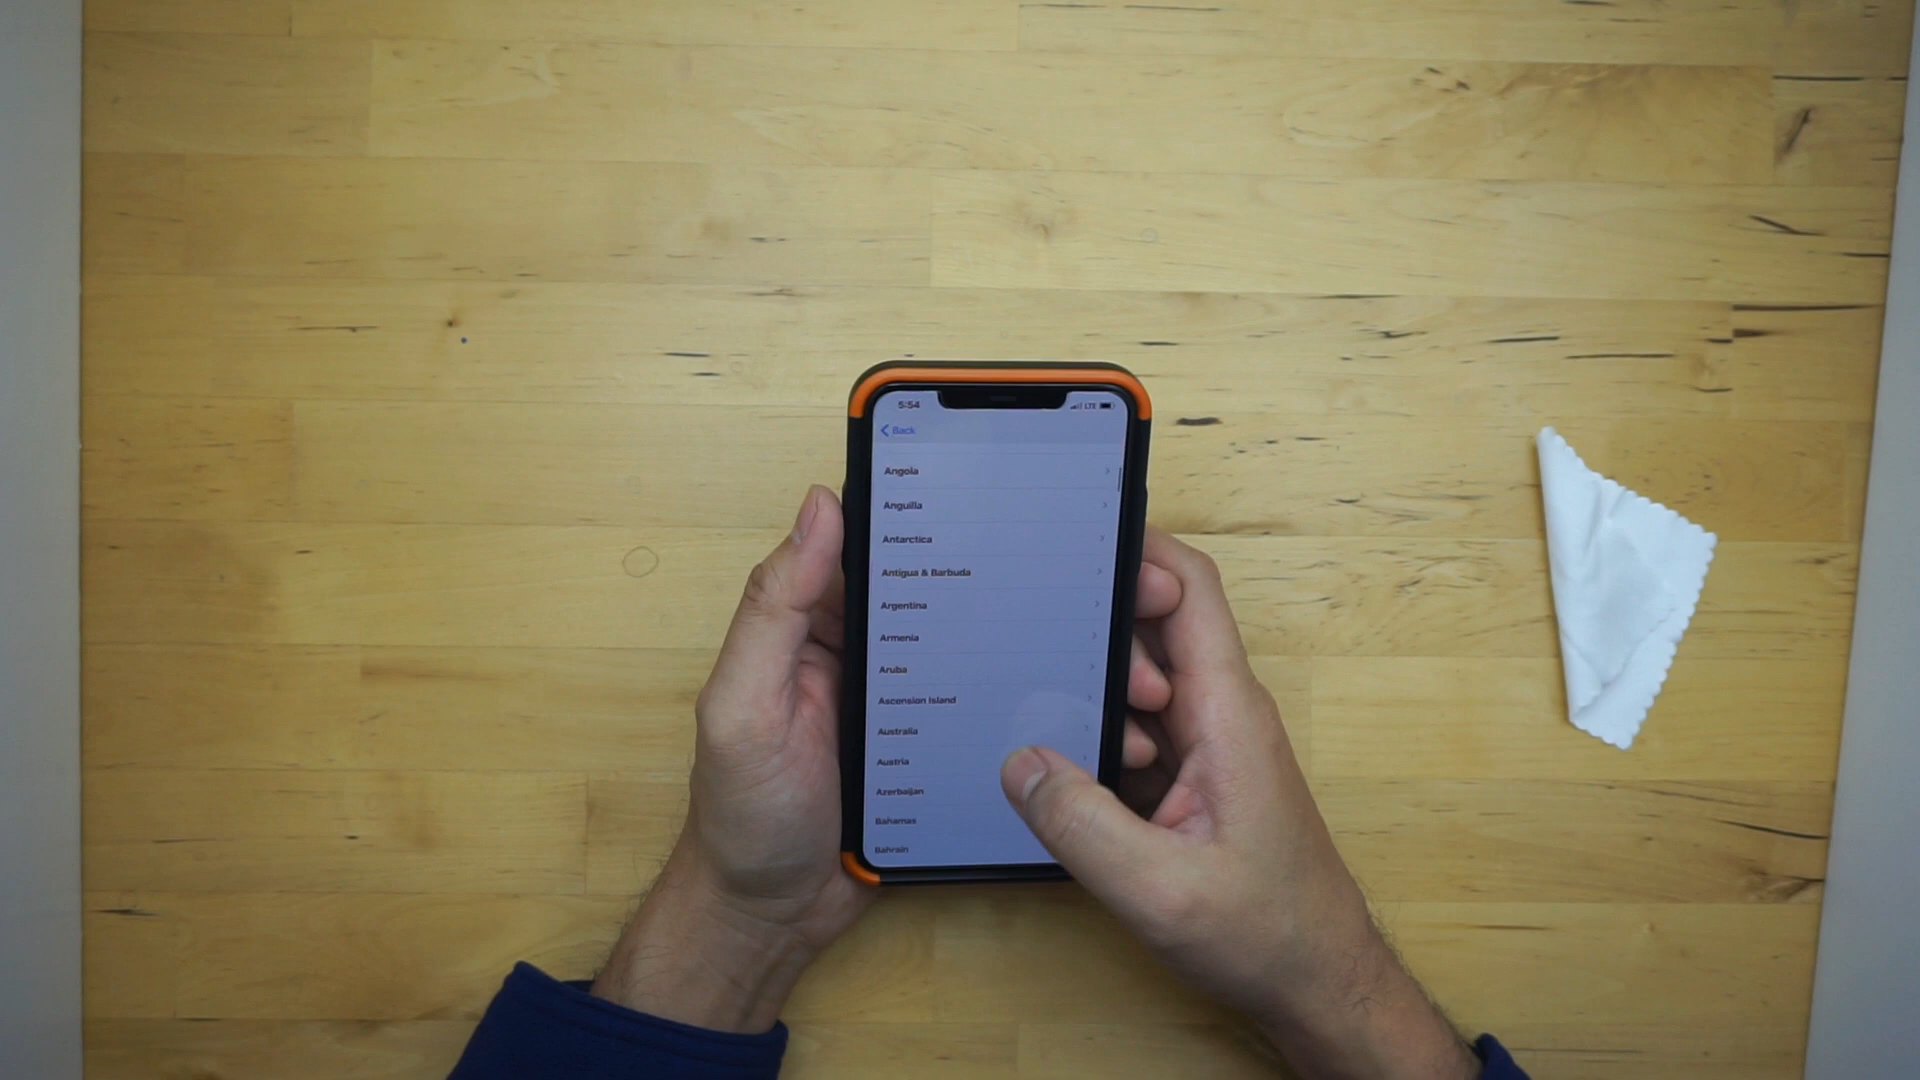 5:54
LTE
Back
Angola
Anguilla
Antarctica
Antigua & Barbuda
Argentina
Armenia
Aruba
Ascension Island
Australia
Austria
Azerbaijan
Bahamas
Bahrain